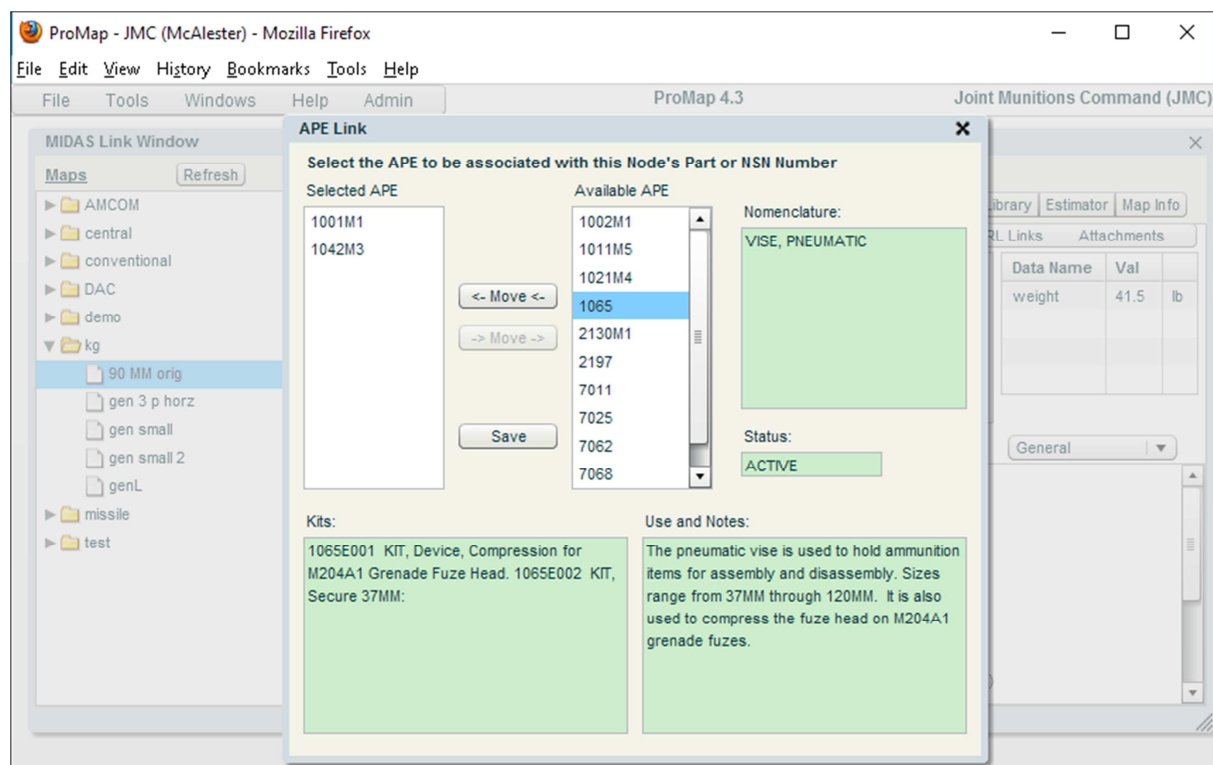 ProMap - JMC (McAlester) - Mozilla Firefox
File Edit View History Bookmarks Tools Help
File Tools Windows Help Admin ProMap 4.3 Joint Munitions Command (JMC)
MIDAS Link Window
Maps Refresh
AMCOM
central
conventional
DAC
demo
kg
90 MM orig
gen 3 p horz
gen small
gen small 2
genL
missile
test
APE Link
Select the APE to be associated with this Node's Part or NSN Number
Selected APE
1001M1
1042M3
<- Move <-
-> Move ->
Save
Available APE
1002M1
1011M5
1021M4
1065
2130M1
2197
7011
7025
7062
7068
Nomenclature:
VISE, PNEUMATIC
Status:
ACTIVE
Kits:
1065E001 KIT, Device, Compression for
M204A1 Grenade Fuze Head. 1065E002 KIT,
Secure 37MM:
Use and Notes:
The pneumatic vise is used to hold ammunition
items for assembly and disassembly. Sizes
range from 37MM through 120MM. It is also
used to compress the fuze head on M204A1
grenade fuzes.
Estimator Map Info
Links Attachments
Data Name Val
weight 41.5 lb
General